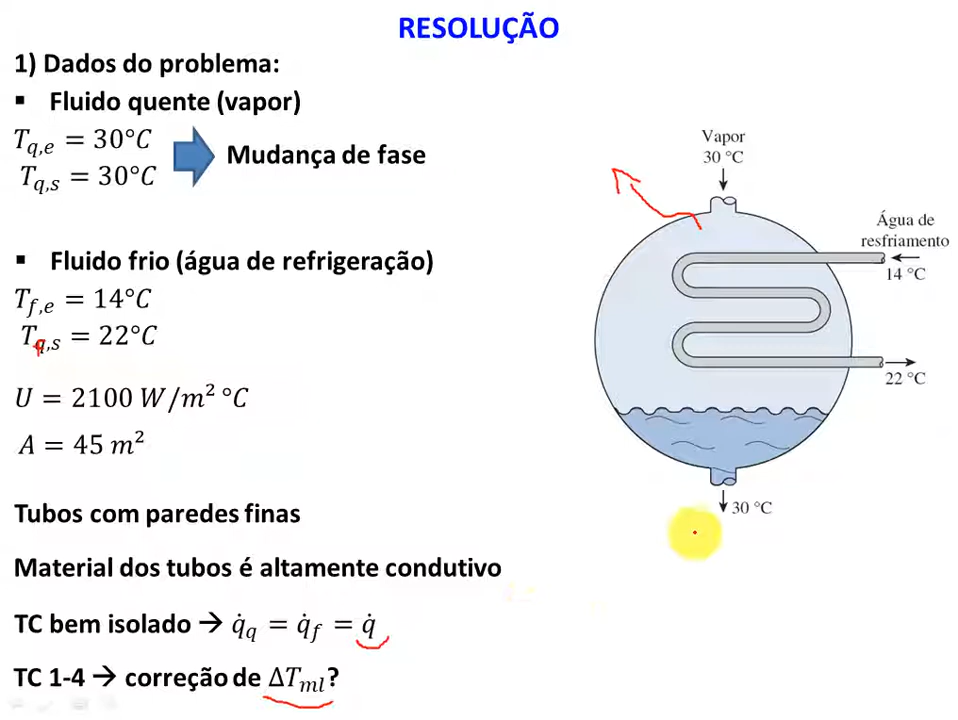 RESOLUÇÃO
1) Dados do problema:
▪ Fluido quente (vapor)
T_{q,e} = 30°C
T_{q,s} = 30°C
Mudança de fase
▪ Fluido frio (água de refrigeração)
T_{f,e} = 14°C
T_{q,s} = 22°C
U = 2100 W/m² °C
A = 45 m²
Tubos com paredes finas
Material dos tubos é altamente condutivo
TC bem isolado → q̇_q = q̇_f = q̇
TC 1-4 → correção de ΔT_{ml}?
Vapor
30 °C
Água de
resfriamento
14 °C
22 °C
30 °C